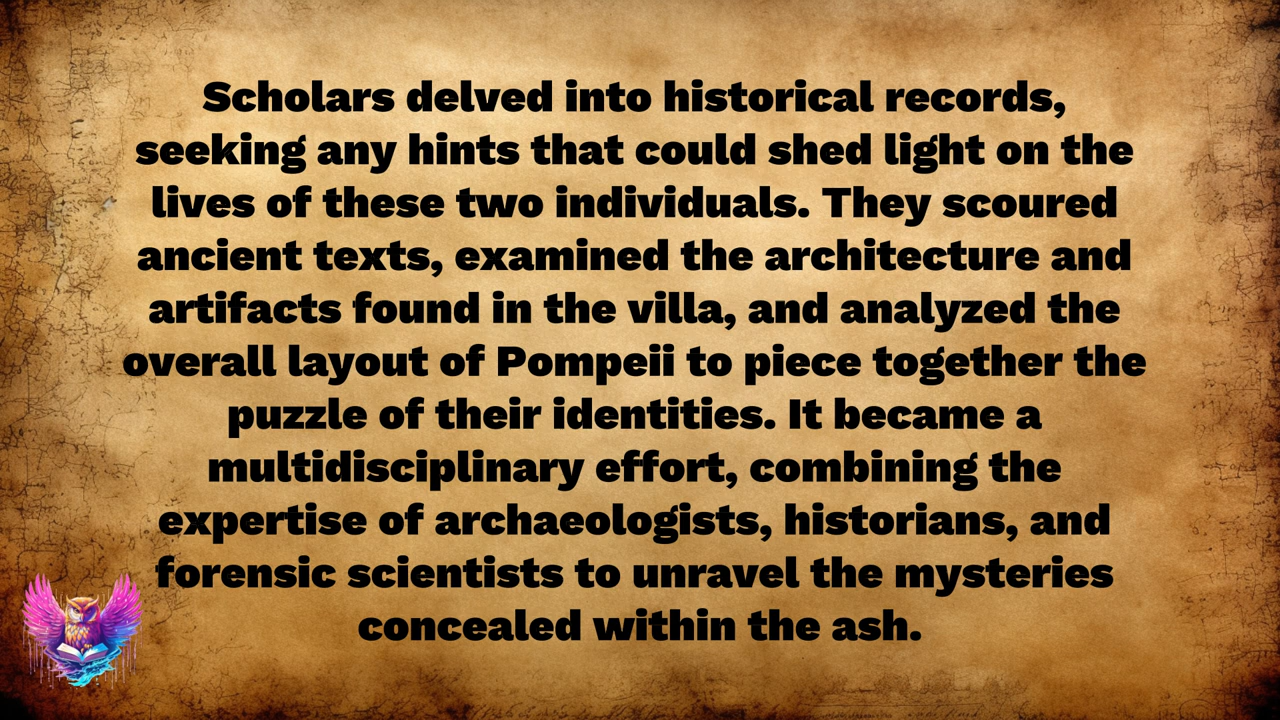 Scholars delved into historical records,
seeking any hints that could shed light on the
lives of these two individuals. They scoured
ancient texts, examined the architecture and
artifacts found in the villa, and analyzed the
overall layout of Pompeii to piece together the
puzzle of their identities. It became a
multidisciplinary effort, combining the
expertise of archaeologists, historians, and
forensic scientists to unravel the mysteries
concealed within the ash.